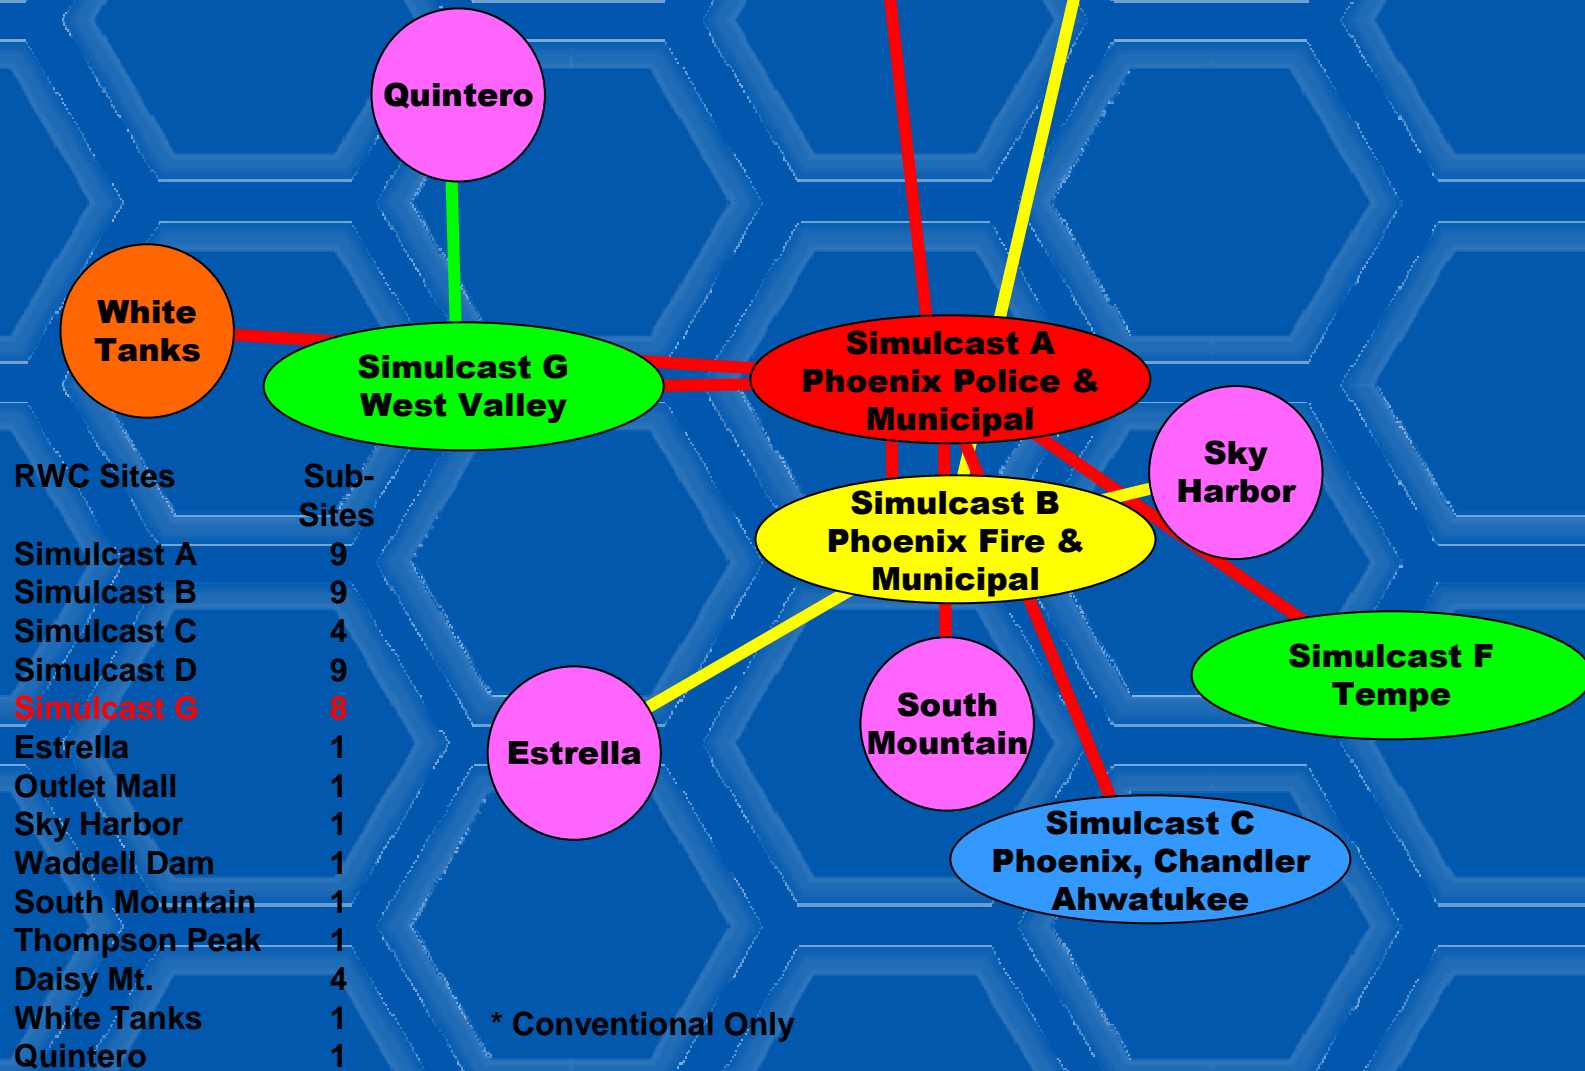 Quintero
White
Tanks
Simulcast G
West Valley
Simulcast A
Phoenix Police &
Municipal
Sky
Harbor
Simulcast B
Phoenix Fire &
Municipal
Simulcast F
Tempe
South
Mountain
Estrella
Simulcast C
Phoenix, Chandler
Ahwatukee
RWC Sites Sub-
Sites
Simulcast A 9
Simulcast B 9
Simulcast C 4
Simulcast D 9
Simulcast G 8
Estrella 1
Outlet Mall 1
Sky Harbor 1
Waddell Dam 1
South Mountain 1
Thompson Peak 1
Daisy Mt. 4
White Tanks 1
Quintero 1
* Conventional Only